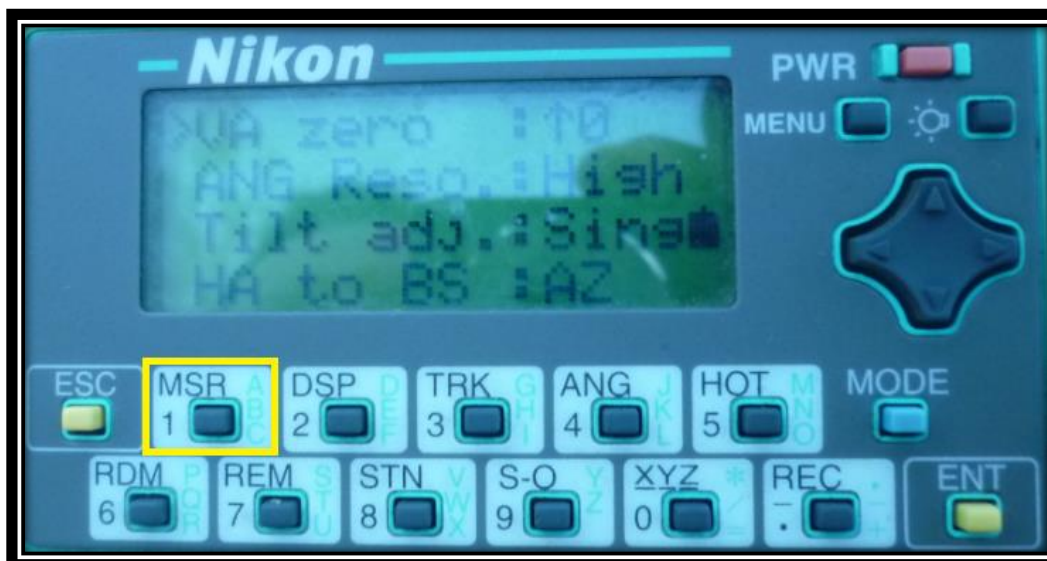 Nikon
PWR
MENU
VA zero :↑0
ANG Reso.:High
Tilt adj.:Sing
HA to BS :AZ
ESC
MSR 1 ABC
DSP 2 DEF
TRK 3 GHI
ANG 4 JKL
HOT 5 MNO
MODE
RDM 6 PQR
REM 7 STU
STN 8 VWX
S-O 9 YZ
XYZ 0 */=
REC -. .-+
ENT